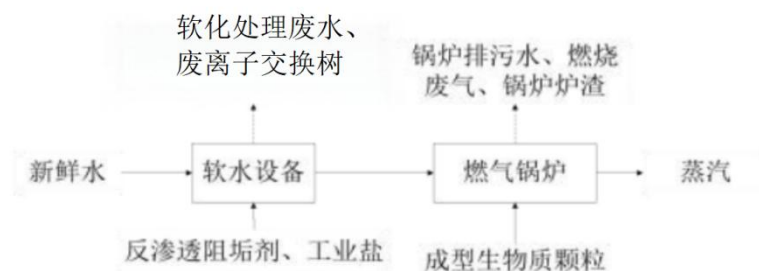 软化处理废水、
废离子交换树
锅炉排污水、燃烧
废气、锅炉炉渣
新鲜水
软水设备
燃气锅炉
蒸汽
反渗透阻垢剂、工业盐
成型生物质颗粒